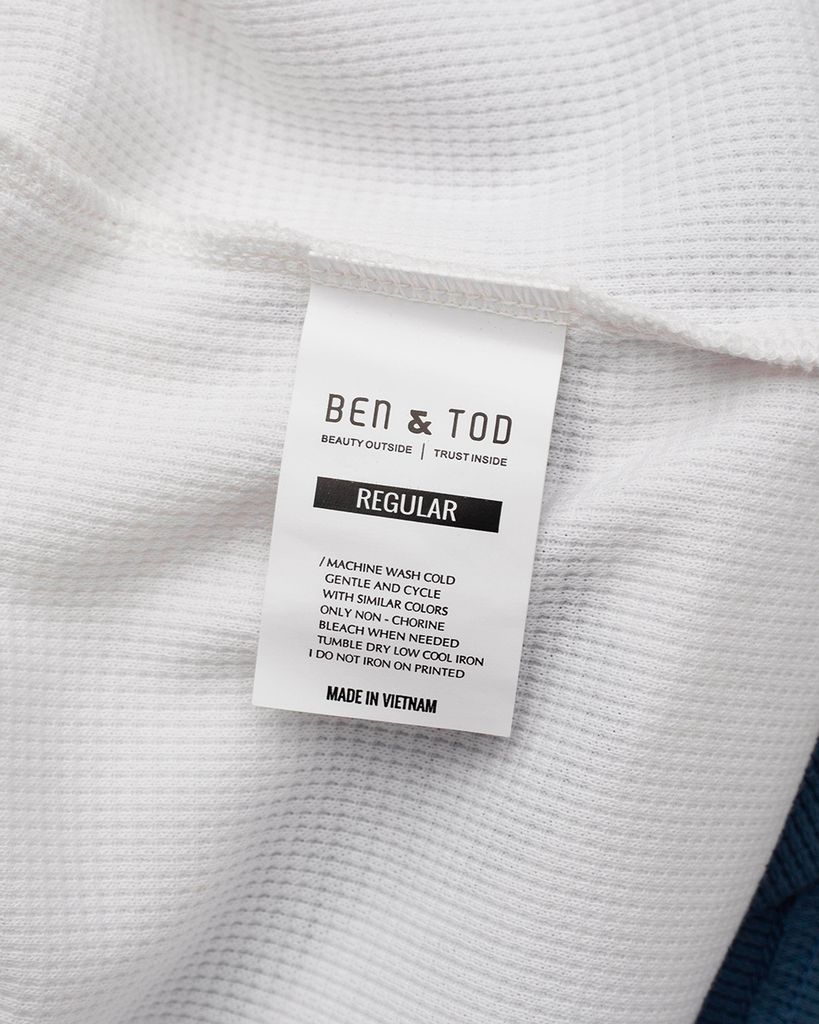 BEN & TOD
BEAUTY OUTSIDE | TRUST INSIDE
REGULAR
/ MACHINE WASH COLD
GENTLE AND CYCLE
WITH SIMILAR COLORS
ONLY NON - CHORINE
BLEACH WHEN NEEDED
TUMBLE DRY LOW COOL IRON
I DO NOT IRON ON PRINTED
MADE IN VIETNAM